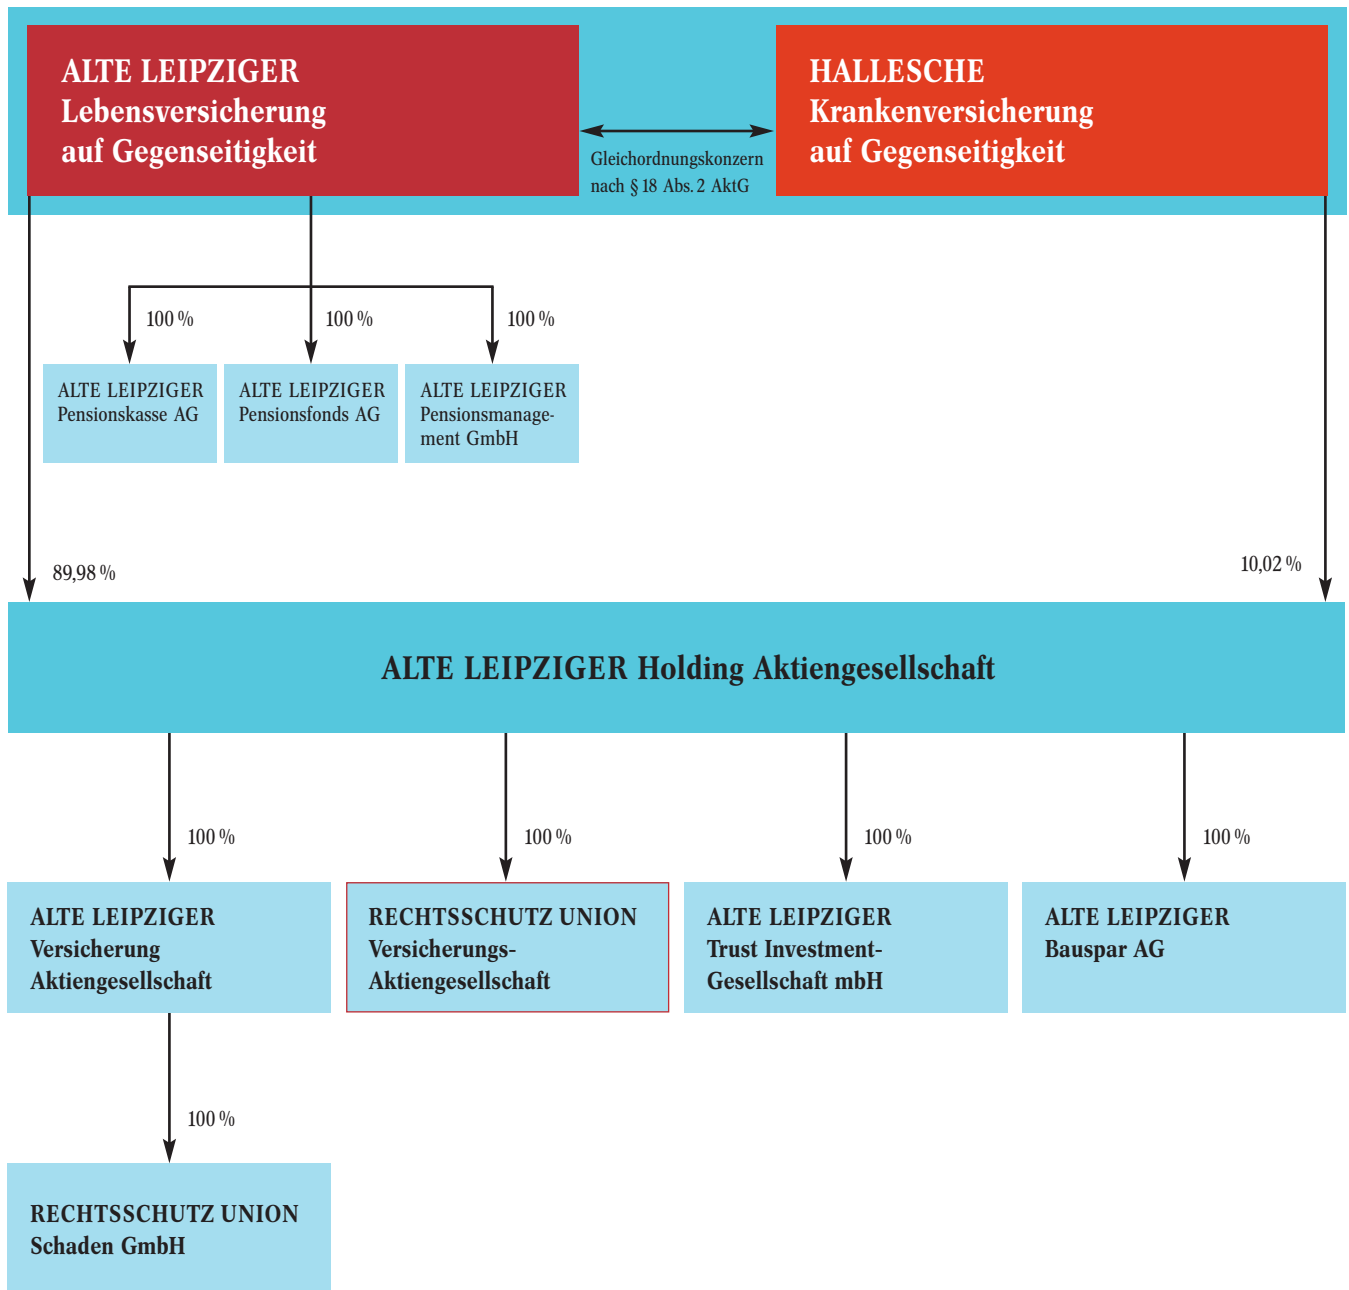 ALTE LEIPZIGER
Lebensversicherung
auf Gegenseitigkeit
HALLESCHE
Krankenversicherung
auf Gegenseitigkeit
Gleichordnungskonzern
nach § 18 Abs. 2 AktG
100 %
100 %
100 %
ALTE LEIPZIGER
Pensionskasse AG
ALTE LEIPZIGER
Pensionsfonds AG
ALTE LEIPZIGER
Pensionsmanage-
ment GmbH
89,98 %
10,02 %
ALTE LEIPZIGER Holding Aktiengesellschaft
100 %
100 %
100 %
100 %
ALTE LEIPZIGER
Versicherung
Aktiengesellschaft
RECHTSSCHUTZ UNION
Versicherungs-
Aktiengesellschaft
ALTE LEIPZIGER
Trust Investment-
Gesellschaft mbH
ALTE LEIPZIGER
Bauspar AG
100 %
RECHTSSCHUTZ UNION
Schaden GmbH